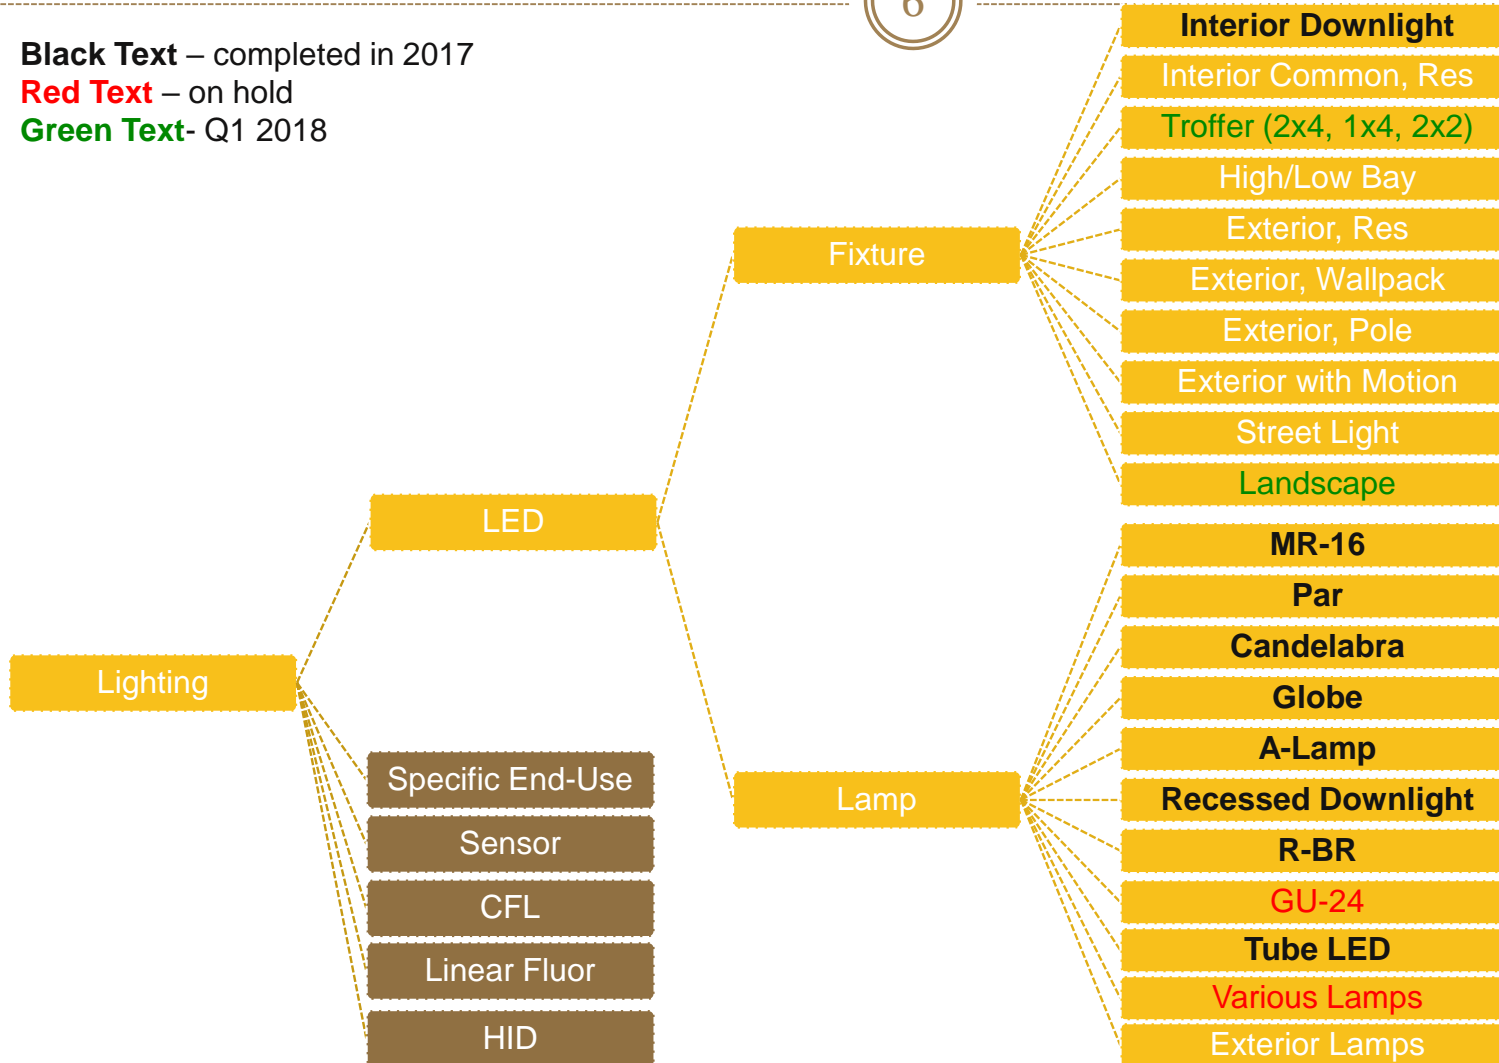 6
Black Text – completed in 2017
Red Text – on hold
Green Text- Q1 2018
Lighting
LED
Specific End-Use
Sensor
CFL
Linear Fluor
HID
Fixture
Lamp
Interior Downlight
Interior Common, Res
Troffer (2x4, 1x4, 2x2)
High/Low Bay
Exterior, Res
Exterior, Wallpack
Exterior, Pole
Exterior with Motion
Street Light
Landscape
MR-16
Par
Candelabra
Globe
A-Lamp
Recessed Downlight
R-BR
GU-24
Tube LED
Various Lamps
Exterior Lamps